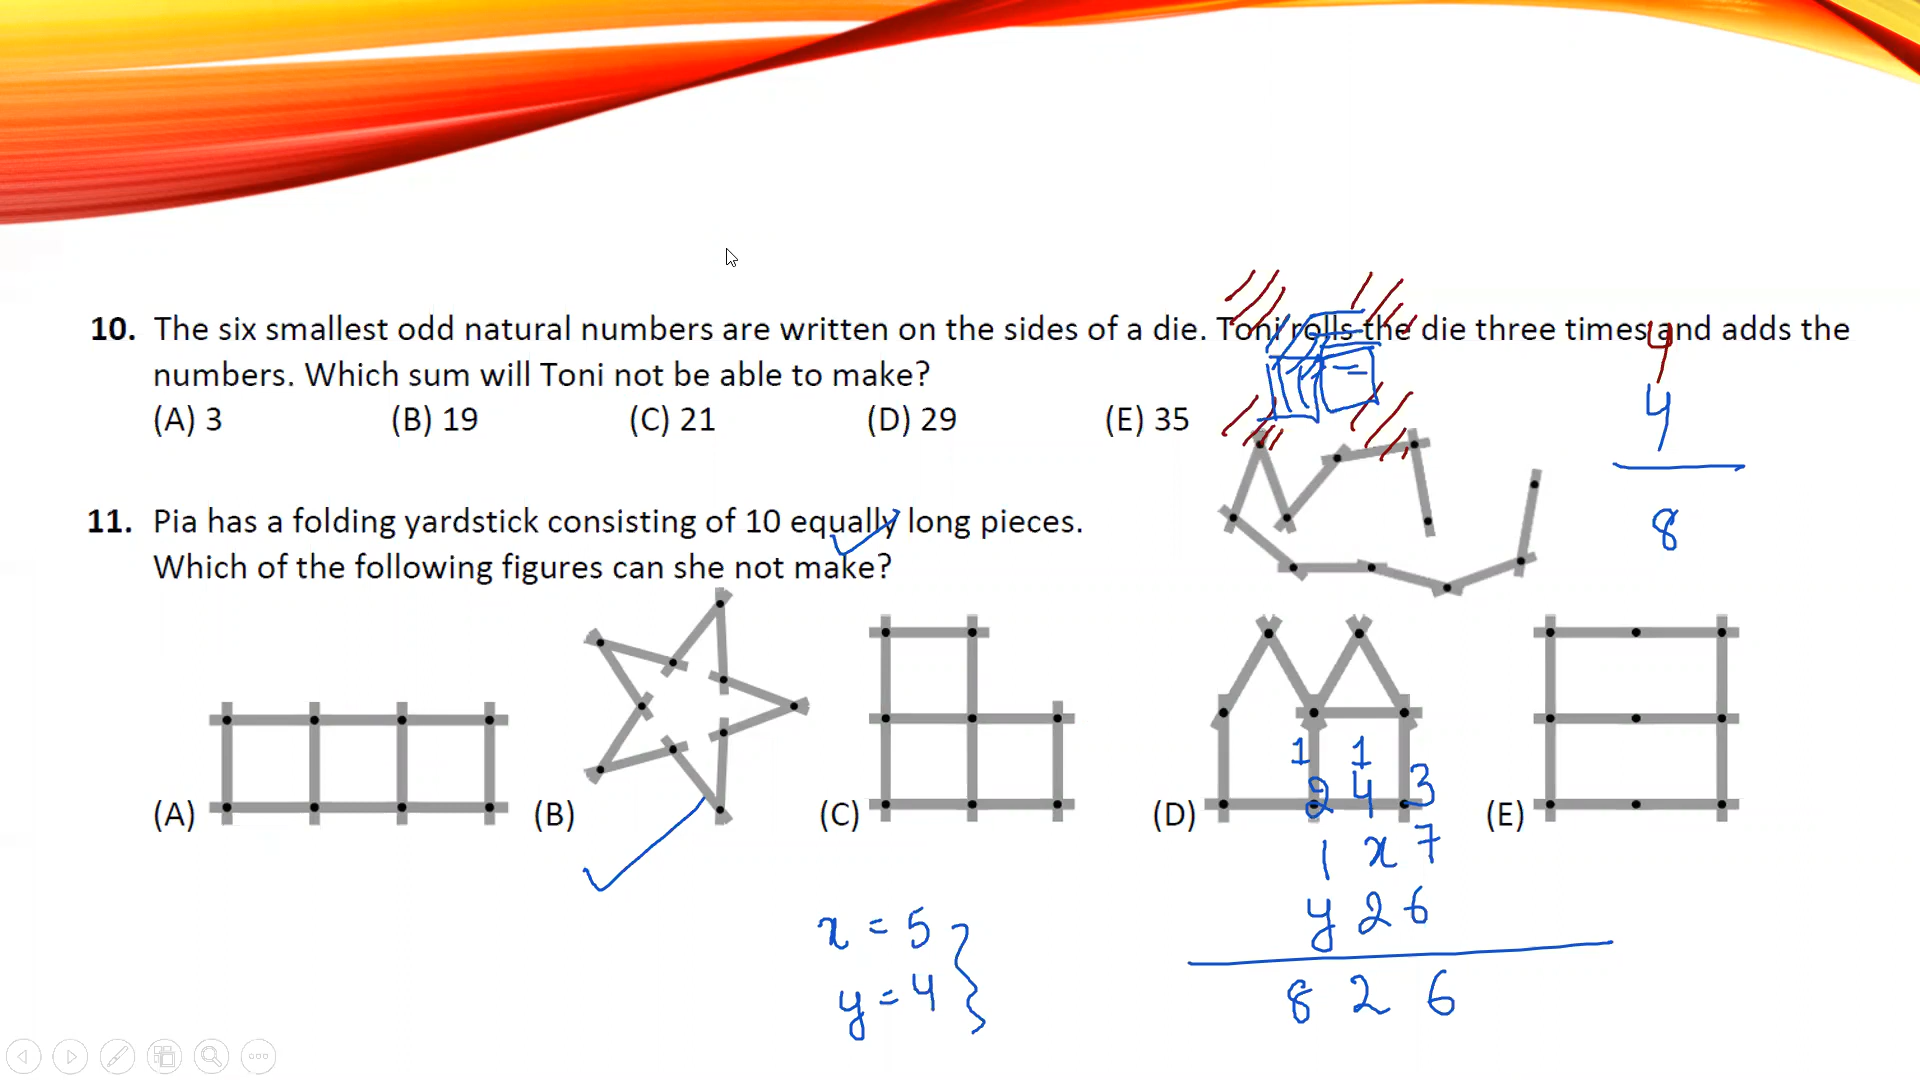 10. The six smallest odd natural numbers are written on the sides of a die. Toni rolls the die three times and adds the
numbers. Which sum will Toni not be able to make?
(A) 3 (B) 19 (C) 21 (D) 29 (E) 35
4
4
8
11. Pia has a folding yardstick consisting of 10 equally long pieces.
Which of the following figures can she not make?
(A) (B) (C) (D) (E)
1 1
2 4 3
1 x 7
y 2 6
8 2 6
x = 5
y = 4